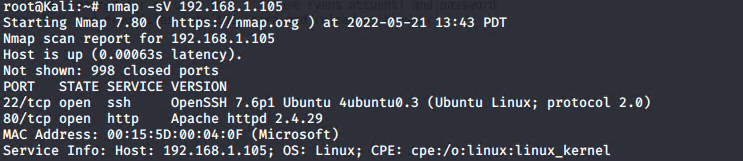 root@Kali:~# nmap -sV 192.168.1.105
Starting Nmap 7.80 ( https://nmap.org ) at 2022-05-21 13:43 PDT
Nmap scan report for 192.168.1.105
Host is up (0.00063s latency).
Not shown: 998 closed ports
PORT   STATE SERVICE VERSION
22/tcp open  ssh     OpenSSH 7.6p1 Ubuntu 4ubuntu0.3 (Ubuntu Linux; protocol 2.0)
80/tcp open  http    Apache httpd 2.4.29
MAC Address: 00:15:5D:00:04:0F (Microsoft)
Service Info: Host: 192.168.1.105; OS: Linux; CPE: cpe:/o:linux:linux_kernel